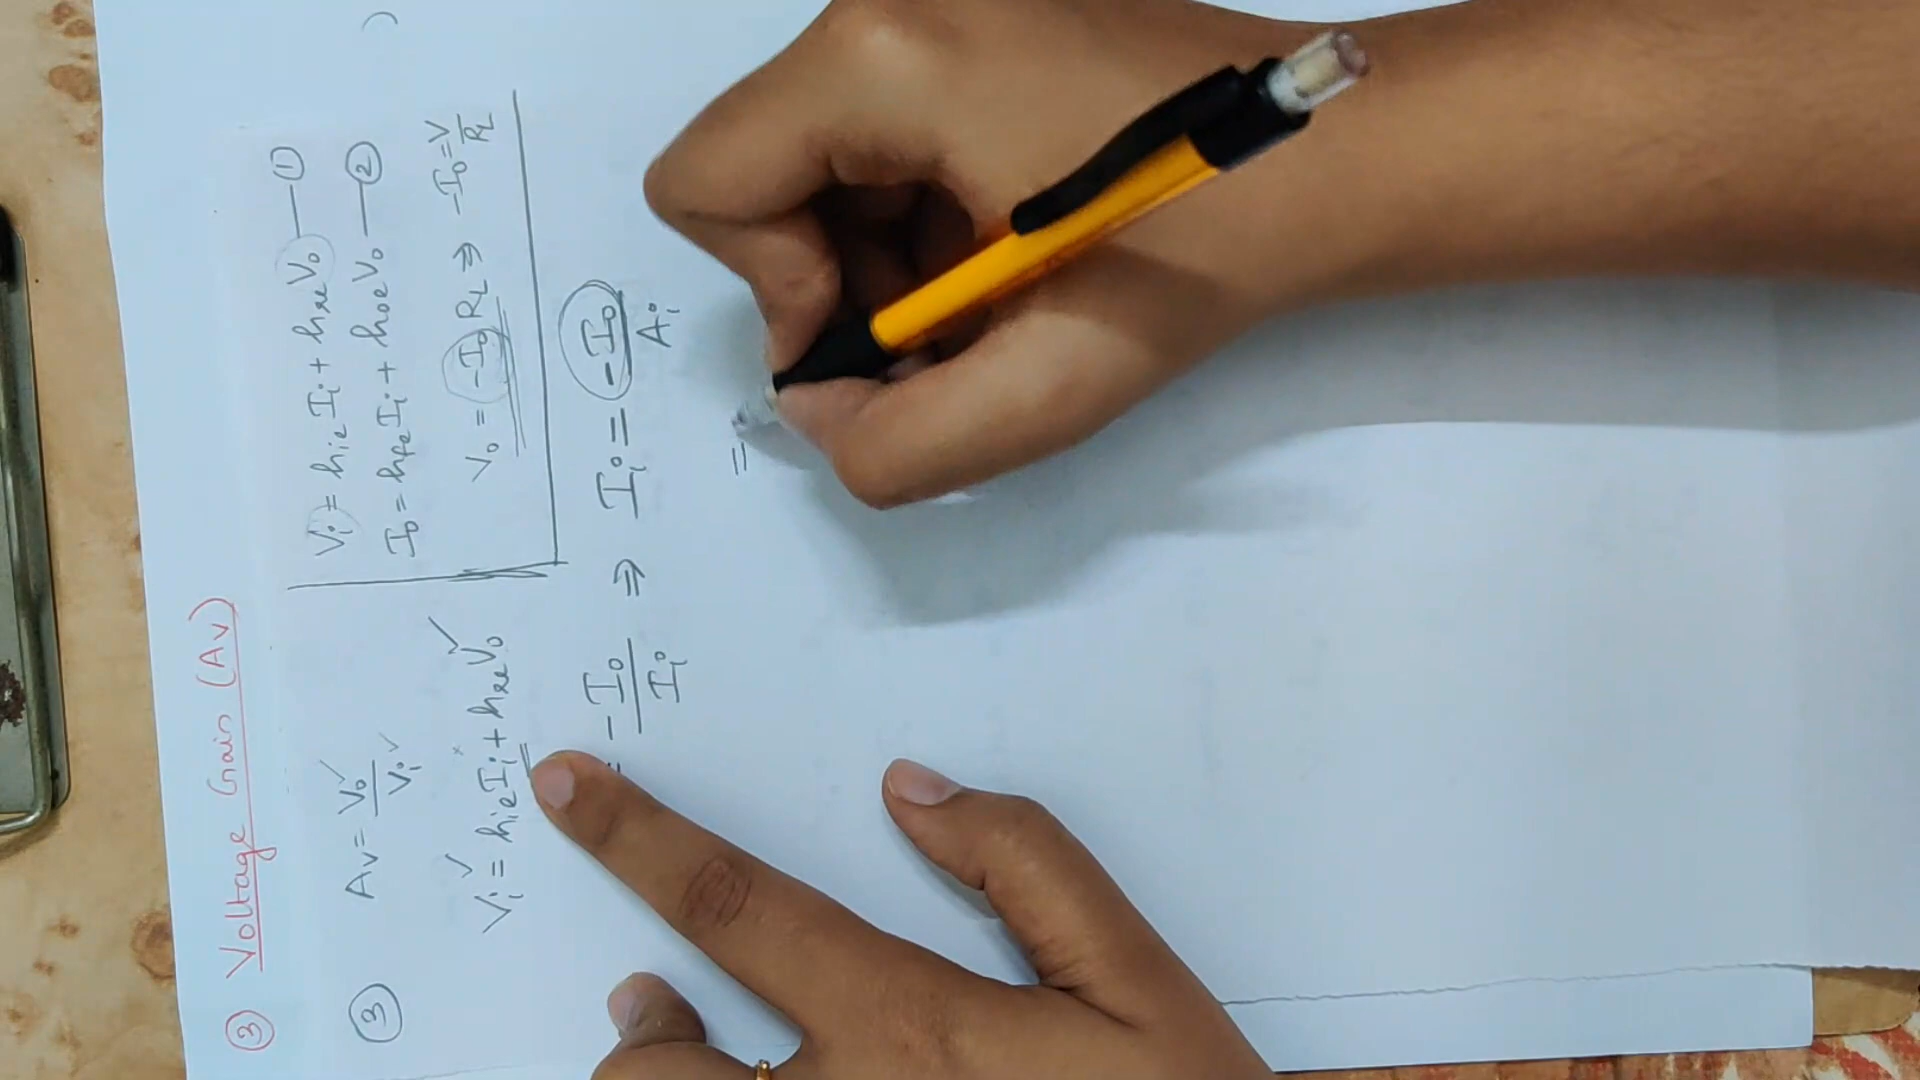 ③ Voltage Gain (Av)
③ Av = Vo✓ / Vi✓
Vi = hie Ii + hre Vo —①
Io = hfe Ii + hoe Vo —②
Vo = -Io RL ⇒ -Io = V / RL
Vi✓ = hie Ii + hre Vo✓
= -Io / Ii ⇒ Ii = -Io / Ai
=